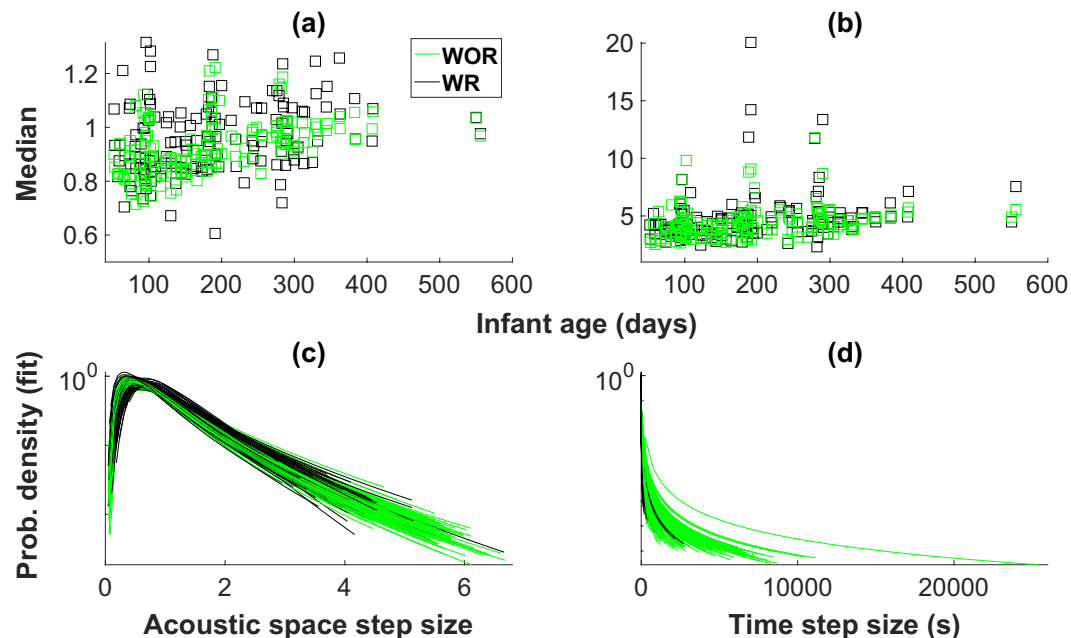 (a)
(b)
Median
1.2
1
0.8
0.6
WOR
WR
20
15
10
5
100 200 300 400 500 600
100 200 300 400 500 600
Infant age (days)
(c)
(d)
Prob. density (fit)
10^0
10^0
0 2 4 6
0 10000 20000
Acoustic space step size
Time step size (s)